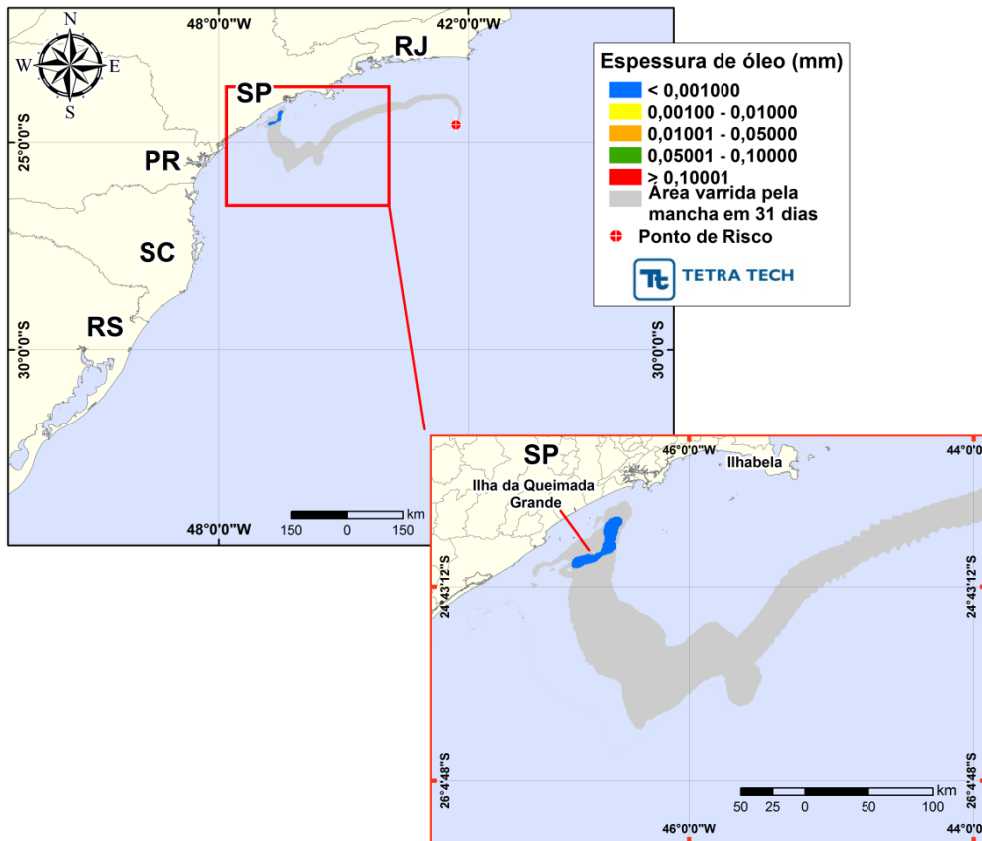 48°0'0"W
42°0'0"W
N
W
E
S
RJ
SP
25°0'0"S
PR
SC
RS
30°0'0"S
30°0'0"S
150
0
150
km
48°0'0"W
Espessura de óleo (mm)
< 0,001000
0,00100 - 0,01000
0,01001 - 0,05000
0,05001 - 0,10000
≥ 0,10001
Área varrida pela
mancha em 31 dias
Ponto de Risco
Tt TETRA TECH
46°0'0"W
44°0'
SP
Ilhabela
Ilha da Queimada
Grande
24°43'12"S
24°43'12"S
26°4'48"S
26°4'48"S
50 25 0 50 100
km
46°0'0"W
44°0'